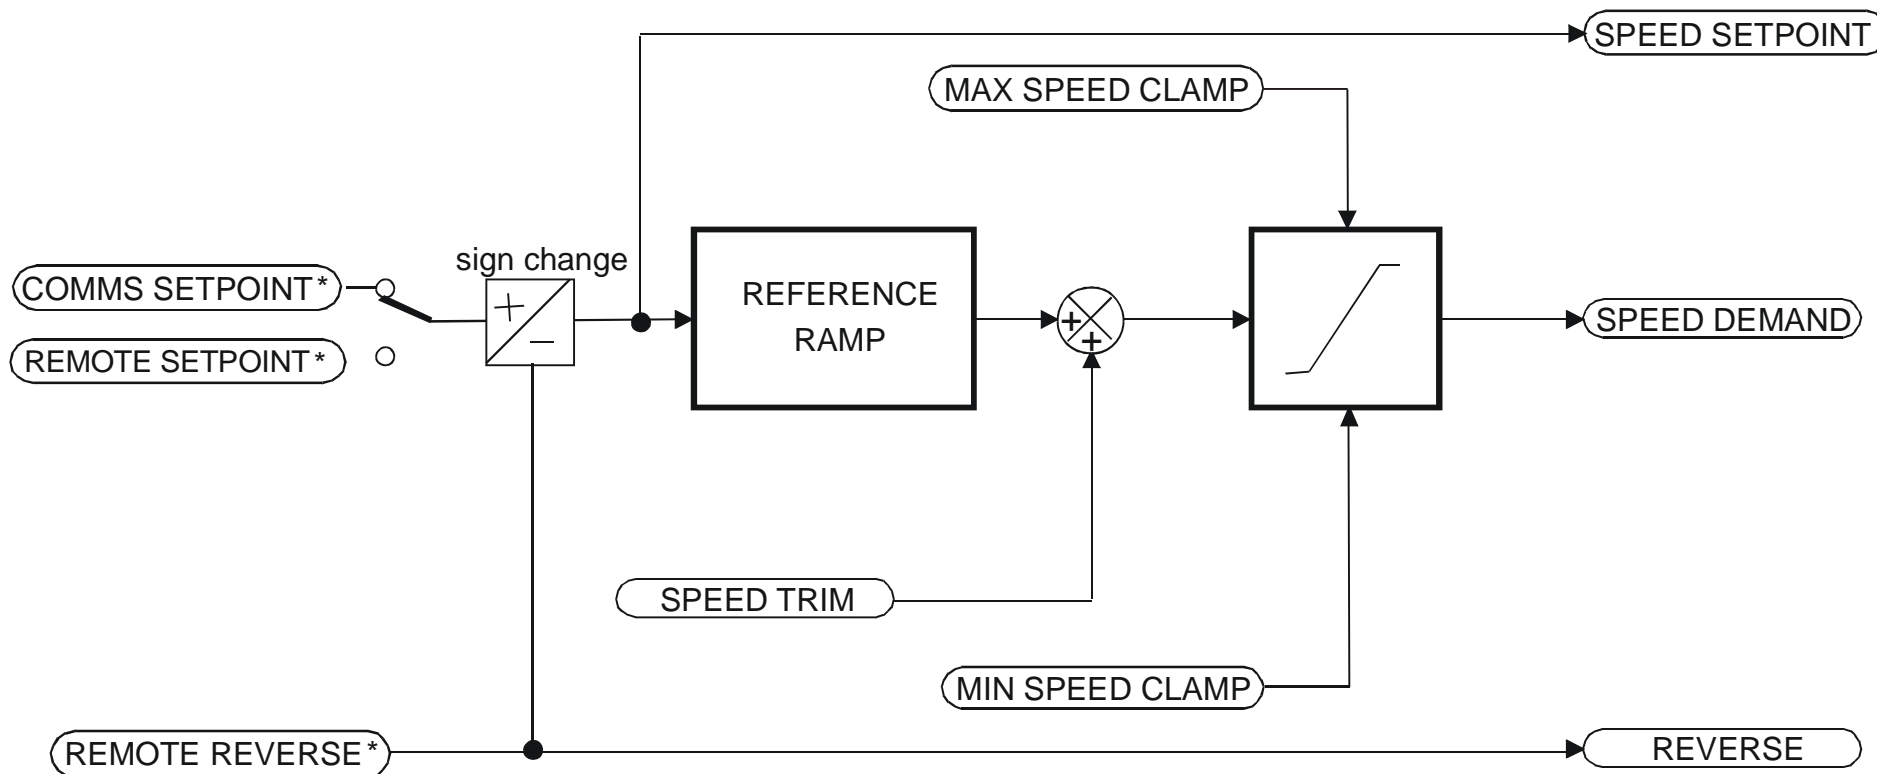 SPEED SETPOINT
MAX SPEED CLAMP
sign change
COMMS SETPOINT*
+
−
REFERENCE
RAMP
+
+
SPEED DEMAND
REMOTE SETPOINT*
SPEED TRIM
MIN SPEED CLAMP
REMOTE REVERSE*
REVERSE